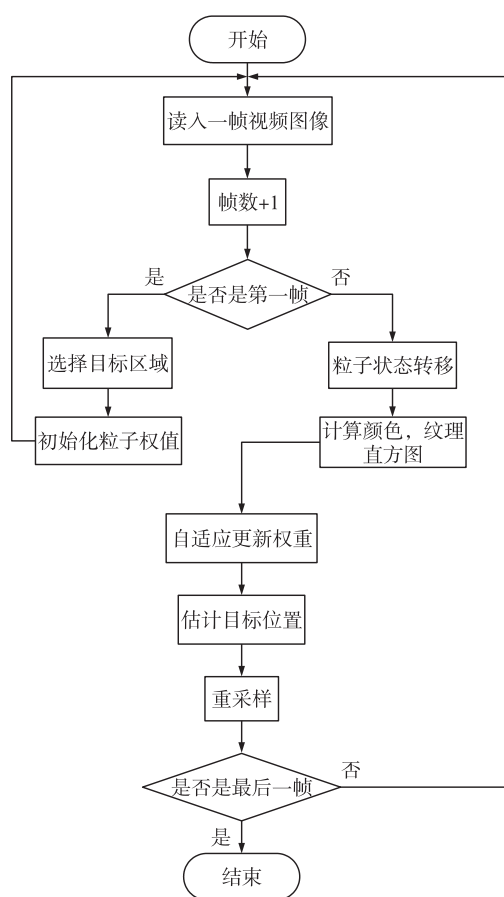 开始
读入一帧视频图像
帧数+1
是
否
是否是第一帧
选择目标区域
粒子状态转移
初始化粒子权值
计算颜色，纹理
直方图
自适应更新权重
估计目标位置
重采样
是否是最后一帧
否
是
结束